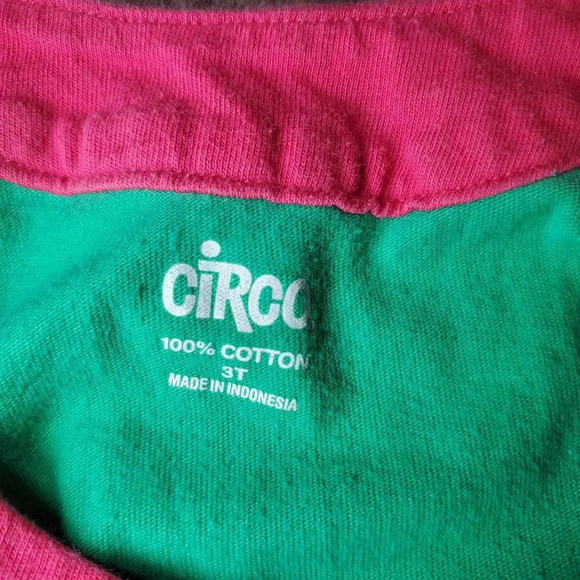 CiRCO
100% COTTON
3T
MADE IN INDONESIA